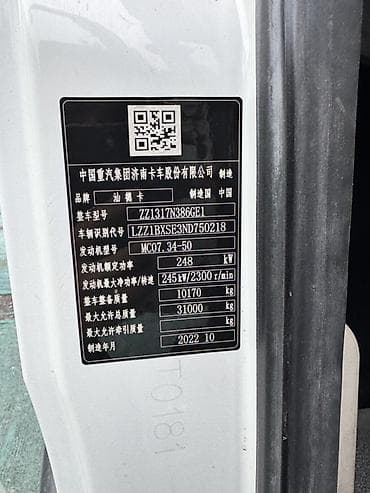 中国重汽集团济南卡车股份有限公司 制造
品牌 汕德卡 制造国 中国
整车型号 ZZ1317N386GE1
车辆识别代号 LZZ1BXSE3ND750218
发动机型号 MC07.34-50
发动机额定功率 248 kW
发动机最大净功率/转速 245kW/2300r/min
整车整备质量 10170 kg
最大允许总质量 31000 kg
最大允许牵引质量 kg
制造年月 2022 10
T0181